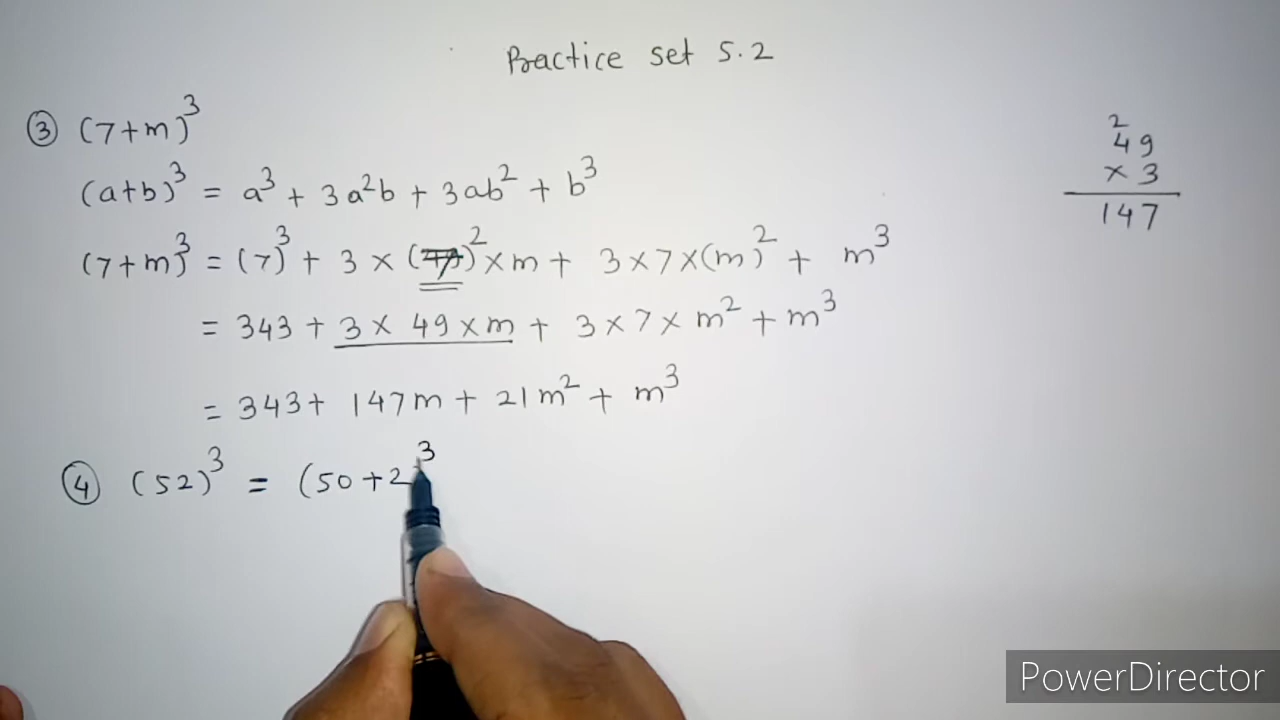 Practice set 5.2
③ (7+m)³
(a+b)³ = a³ + 3a²b + 3ab² + b³
(7+m)³ = (7)³ + 3 × (7)² × m + 3×7×(m)² + m³
= 343 + 3 × 49 × m + 3 × 7 × m² + m³
= 343 + 147m + 21m² + m³
④ (52)³ = (50+2)³
2
49
× 3
147
PowerDirector